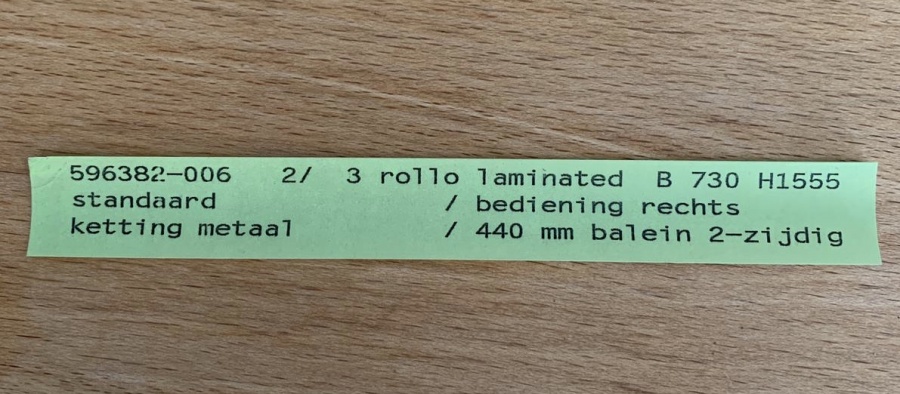 596382-006 2/ 3 rollo laminated B 730 H1555
standaard / bediening rechts
ketting metaal / 440 mm balein 2-zijdig